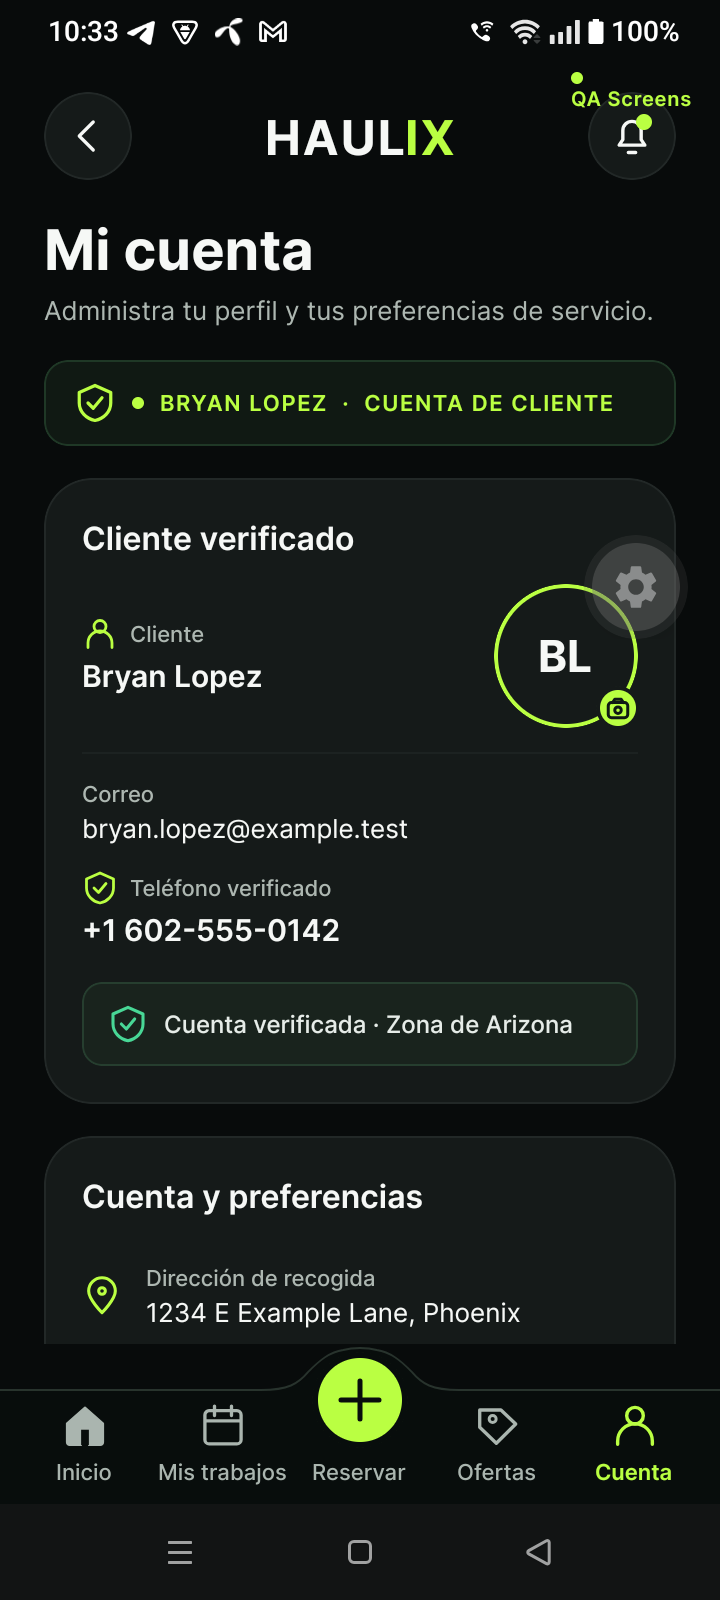 10:33
100%
QA Screens
HAULIX
Mi cuenta
Administra tu perfil y tus preferencias de servicio.
BRYAN LOPEZ · CUENTA DE CLIENTE
Cliente verificado
Cliente
Bryan Lopez
BL
Correo
bryan.lopez@example.test
Teléfono verificado
+1 602-555-0142
Cuenta verificada · Zona de Arizona
Cuenta y preferencias
Dirección de recogida
1234 E Example Lane, Phoenix
Inicio
Mis trabajos
Reservar
Ofertas
Cuenta